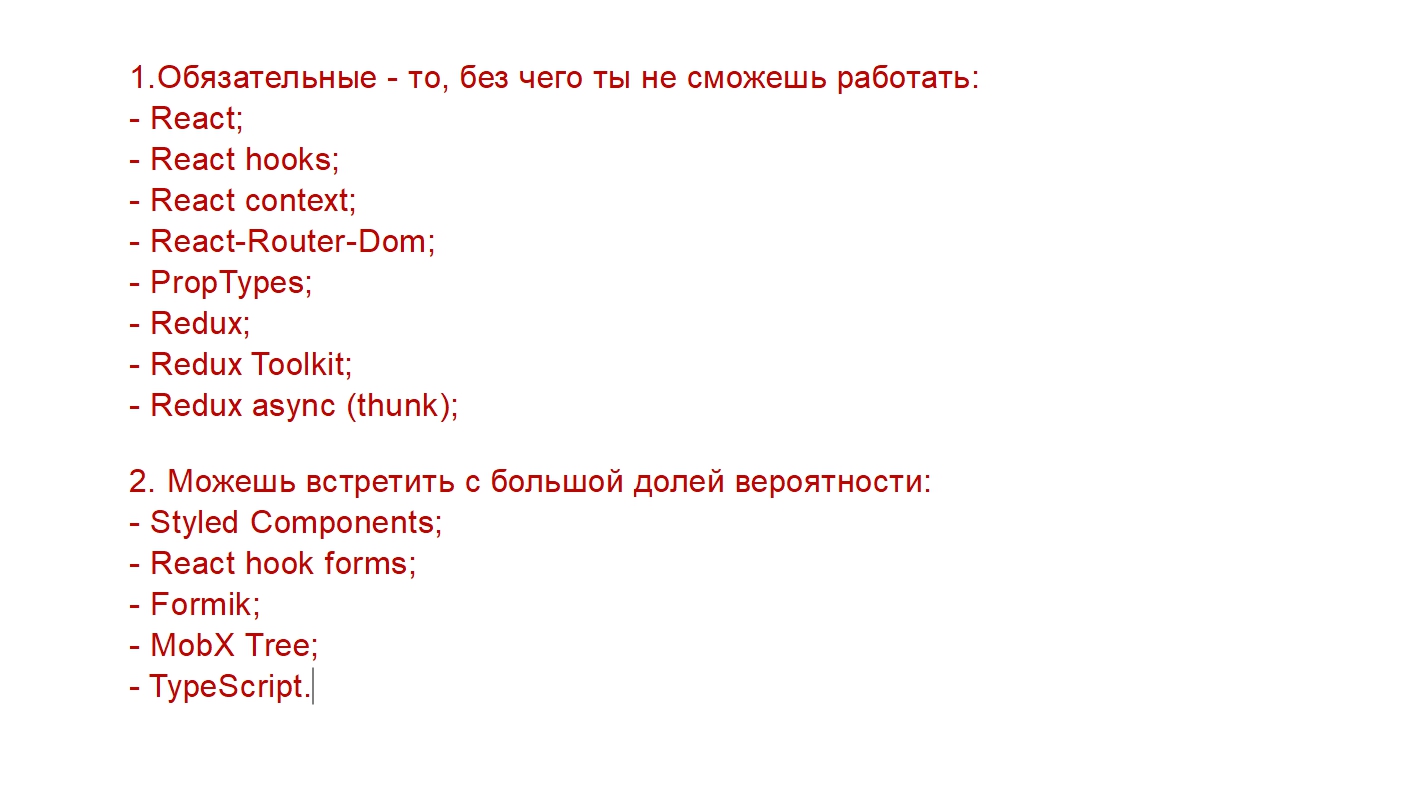 1.Обязательные - то, без чего ты не сможешь работать:
- React;
- React hooks;
- React context;
- React-Router-Dom;
- PropTypes;
- Redux;
- Redux Toolkit;
- Redux async (thunk);
2. Можешь встретить с большой долей вероятности:
- Styled Components;
- React hook forms;
- Formik;
- MobX Tree;
- TypeScript.